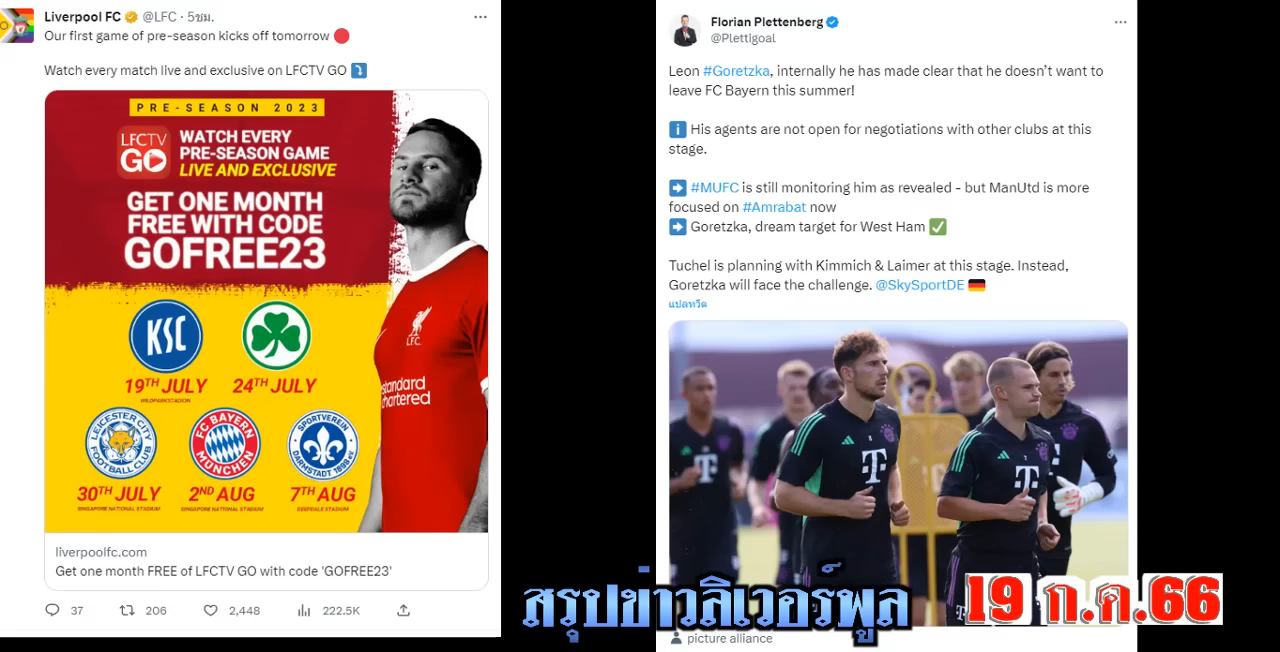 Liverpool FC @LFC · 5ชม.
Our first game of pre-season kicks off tomorrow
Watch every match live and exclusive on LFCTV GO
PRE-SEASON 2023
LFCTV
GO
WATCH EVERY
PRE-SEASON GAME
LIVE AND EXCLUSIVE
GET ONE MONTH
FREE WITH CODE
GOFREE23
LFC
standard
chartered
KSC
19TH JULY
WILDPARKSTADION
24TH JULY
LEICESTER CITY
FOOTBALL CLUB
30TH JULY
SINGAPORE NATIONAL STADIUM
FC BAYERN
MÜNCHEN
2ND AUG
SINGAPORE NATIONAL STADIUM
SPORTVEREIN
DARMSTADT 1898 e.V.
7TH AUG
DEEPDALE STADIUM
liverpoolfc.com
Get one month FREE of LFCTV GO with code 'GOFREE23'
37 206 2,448 222.5K
Florian Plettenberg
@Plettigoal
Leon #Goretzka, internally he has made clear that he doesn't want to
leave FC Bayern this summer!
His agents are not open for negotiations with other clubs at this
stage.
#MUFC is still monitoring him as revealed - but ManUtd is more
focused on #Amrabat now
Goretzka, dream target for West Ham
Tuchel is planning with Kimmich & Laimer at this stage. Instead,
Goretzka will face the challenge. @SkySportDE
แปลทวีต
T
T
T
picture alliance
สรุปข่าวลิเวอร์พูล
19 ก.ค.66